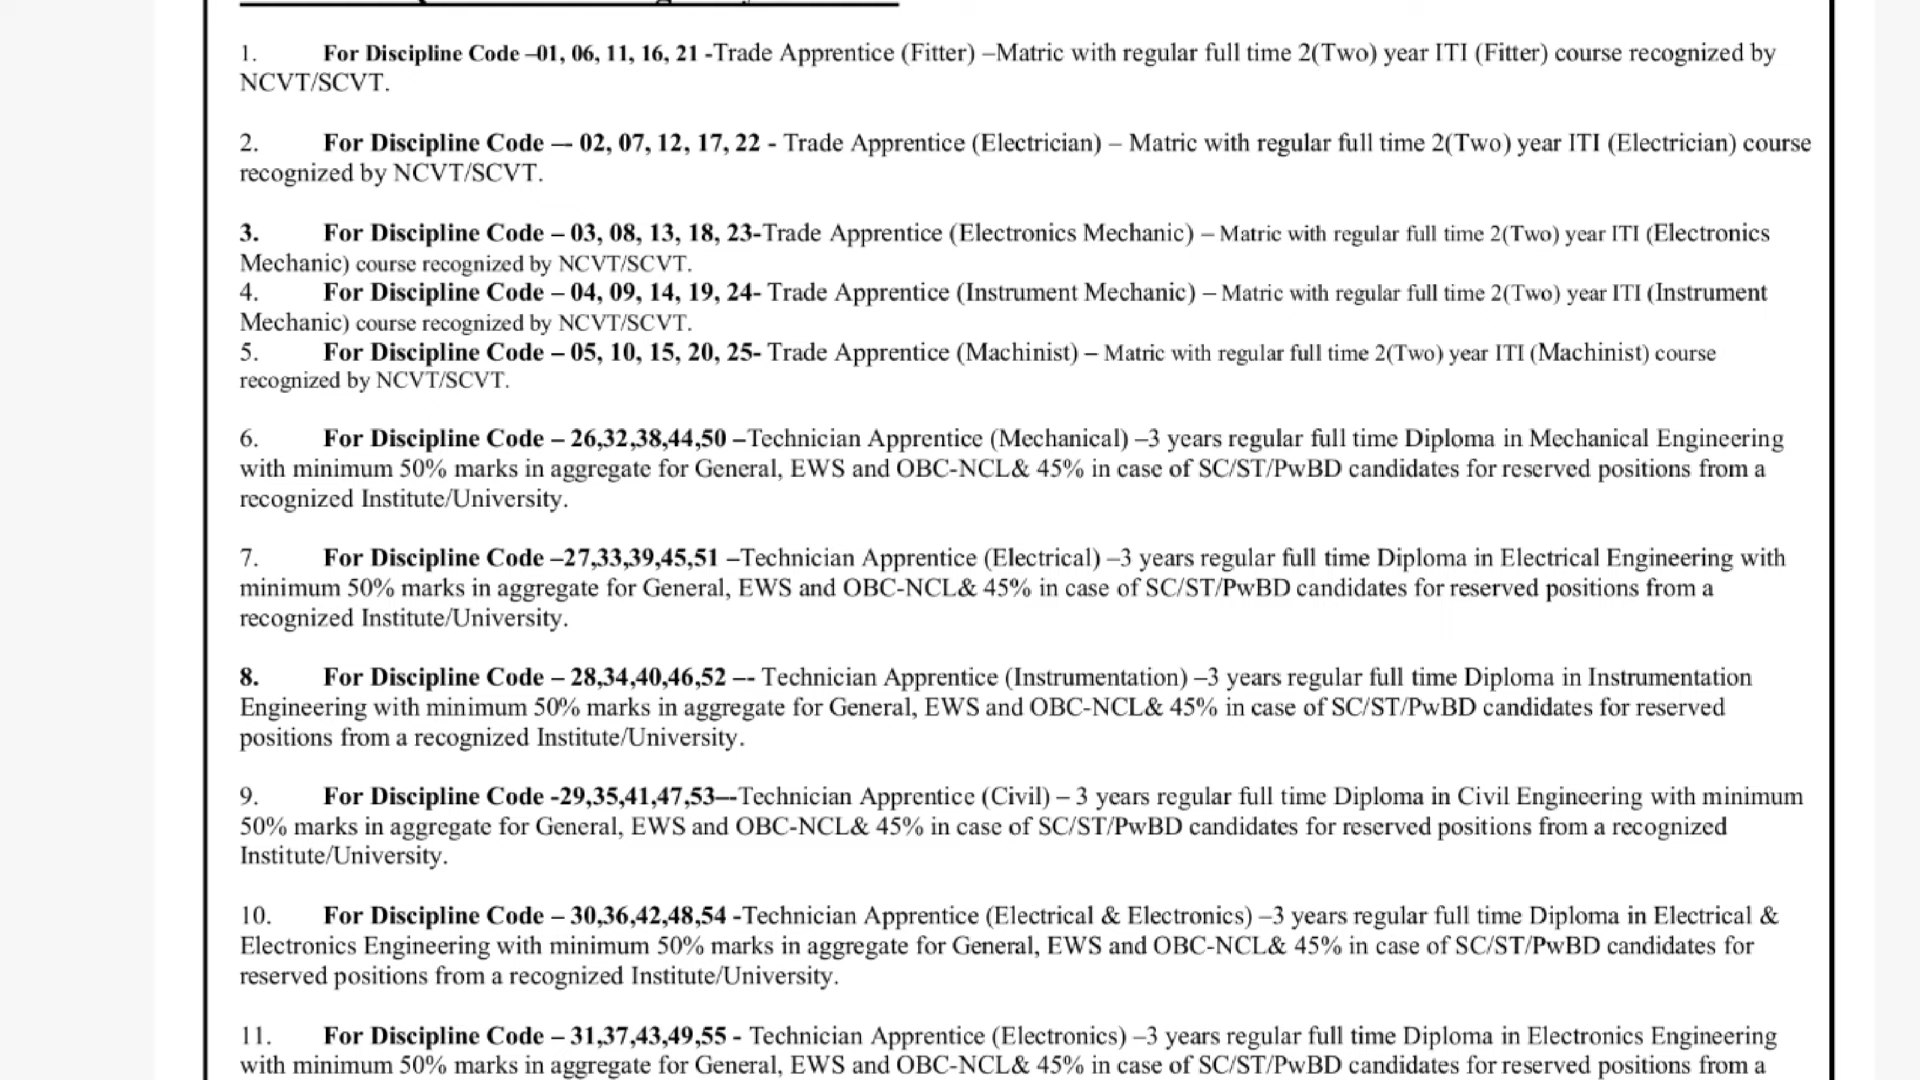 1. For Discipline Code –01, 06, 11, 16, 21 -Trade Apprentice (Fitter) –Matric with regular full time 2(Two) year ITI (Fitter) course recognized by
NCVT/SCVT.
2. For Discipline Code –- 02, 07, 12, 17, 22 - Trade Apprentice (Electrician) – Matric with regular full time 2(Two) year ITI (Electrician) course
recognized by NCVT/SCVT.
3. For Discipline Code – 03, 08, 13, 18, 23-Trade Apprentice (Electronics Mechanic) – Matric with regular full time 2(Two) year ITI (Electronics
Mechanic) course recognized by NCVT/SCVT.
4. For Discipline Code – 04, 09, 14, 19, 24- Trade Apprentice (Instrument Mechanic) – Matric with regular full time 2(Two) year ITI (Instrument
Mechanic) course recognized by NCVT/SCVT.
5. For Discipline Code – 05, 10, 15, 20, 25- Trade Apprentice (Machinist) – Matric with regular full time 2(Two) year ITI (Machinist) course
recognized by NCVT/SCVT.
6. For Discipline Code – 26,32,38,44,50 –Technician Apprentice (Mechanical) –3 years regular full time Diploma in Mechanical Engineering
with minimum 50% marks in aggregate for General, EWS and OBC-NCL& 45% in case of SC/ST/PwBD candidates for reserved positions from a
recognized Institute/University.
7. For Discipline Code –27,33,39,45,51 –Technician Apprentice (Electrical) –3 years regular full time Diploma in Electrical Engineering with
minimum 50% marks in aggregate for General, EWS and OBC-NCL& 45% in case of SC/ST/PwBD candidates for reserved positions from a
recognized Institute/University.
8. For Discipline Code – 28,34,40,46,52 –- Technician Apprentice (Instrumentation) –3 years regular full time Diploma in Instrumentation
Engineering with minimum 50% marks in aggregate for General, EWS and OBC-NCL& 45% in case of SC/ST/PwBD candidates for reserved
positions from a recognized Institute/University.
9. For Discipline Code -29,35,41,47,53–-Technician Apprentice (Civil) – 3 years regular full time Diploma in Civil Engineering with minimum
50% marks in aggregate for General, EWS and OBC-NCL& 45% in case of SC/ST/PwBD candidates for reserved positions from a recognized
Institute/University.
10. For Discipline Code – 30,36,42,48,54 -Technician Apprentice (Electrical & Electronics) –3 years regular full time Diploma in Electrical &
Electronics Engineering with minimum 50% marks in aggregate for General, EWS and OBC-NCL& 45% in case of SC/ST/PwBD candidates for
reserved positions from a recognized Institute/University.
11. For Discipline Code – 31,37,43,49,55 - Technician Apprentice (Electronics) –3 years regular full time Diploma in Electronics Engineering
with minimum 50% marks in aggregate for General, EWS and OBC-NCL& 45% in case of SC/ST/PwBD candidates for reserved positions from a